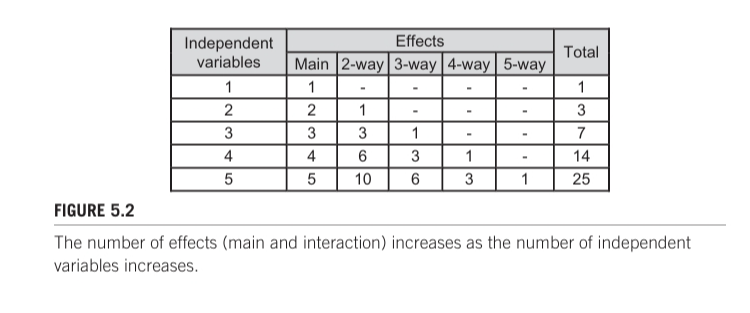 Independent variables Effects Total
Main 2-way 3-way 4-way 5-way
1 1 - - - - 1
2 2 1 - - - 3
3 3 3 1 - - 7
4 4 6 3 1 - 14
5 5 10 6 3 1 25
FIGURE 5.2
The number of effects (main and interaction) increases as the number of independent
variables increases.